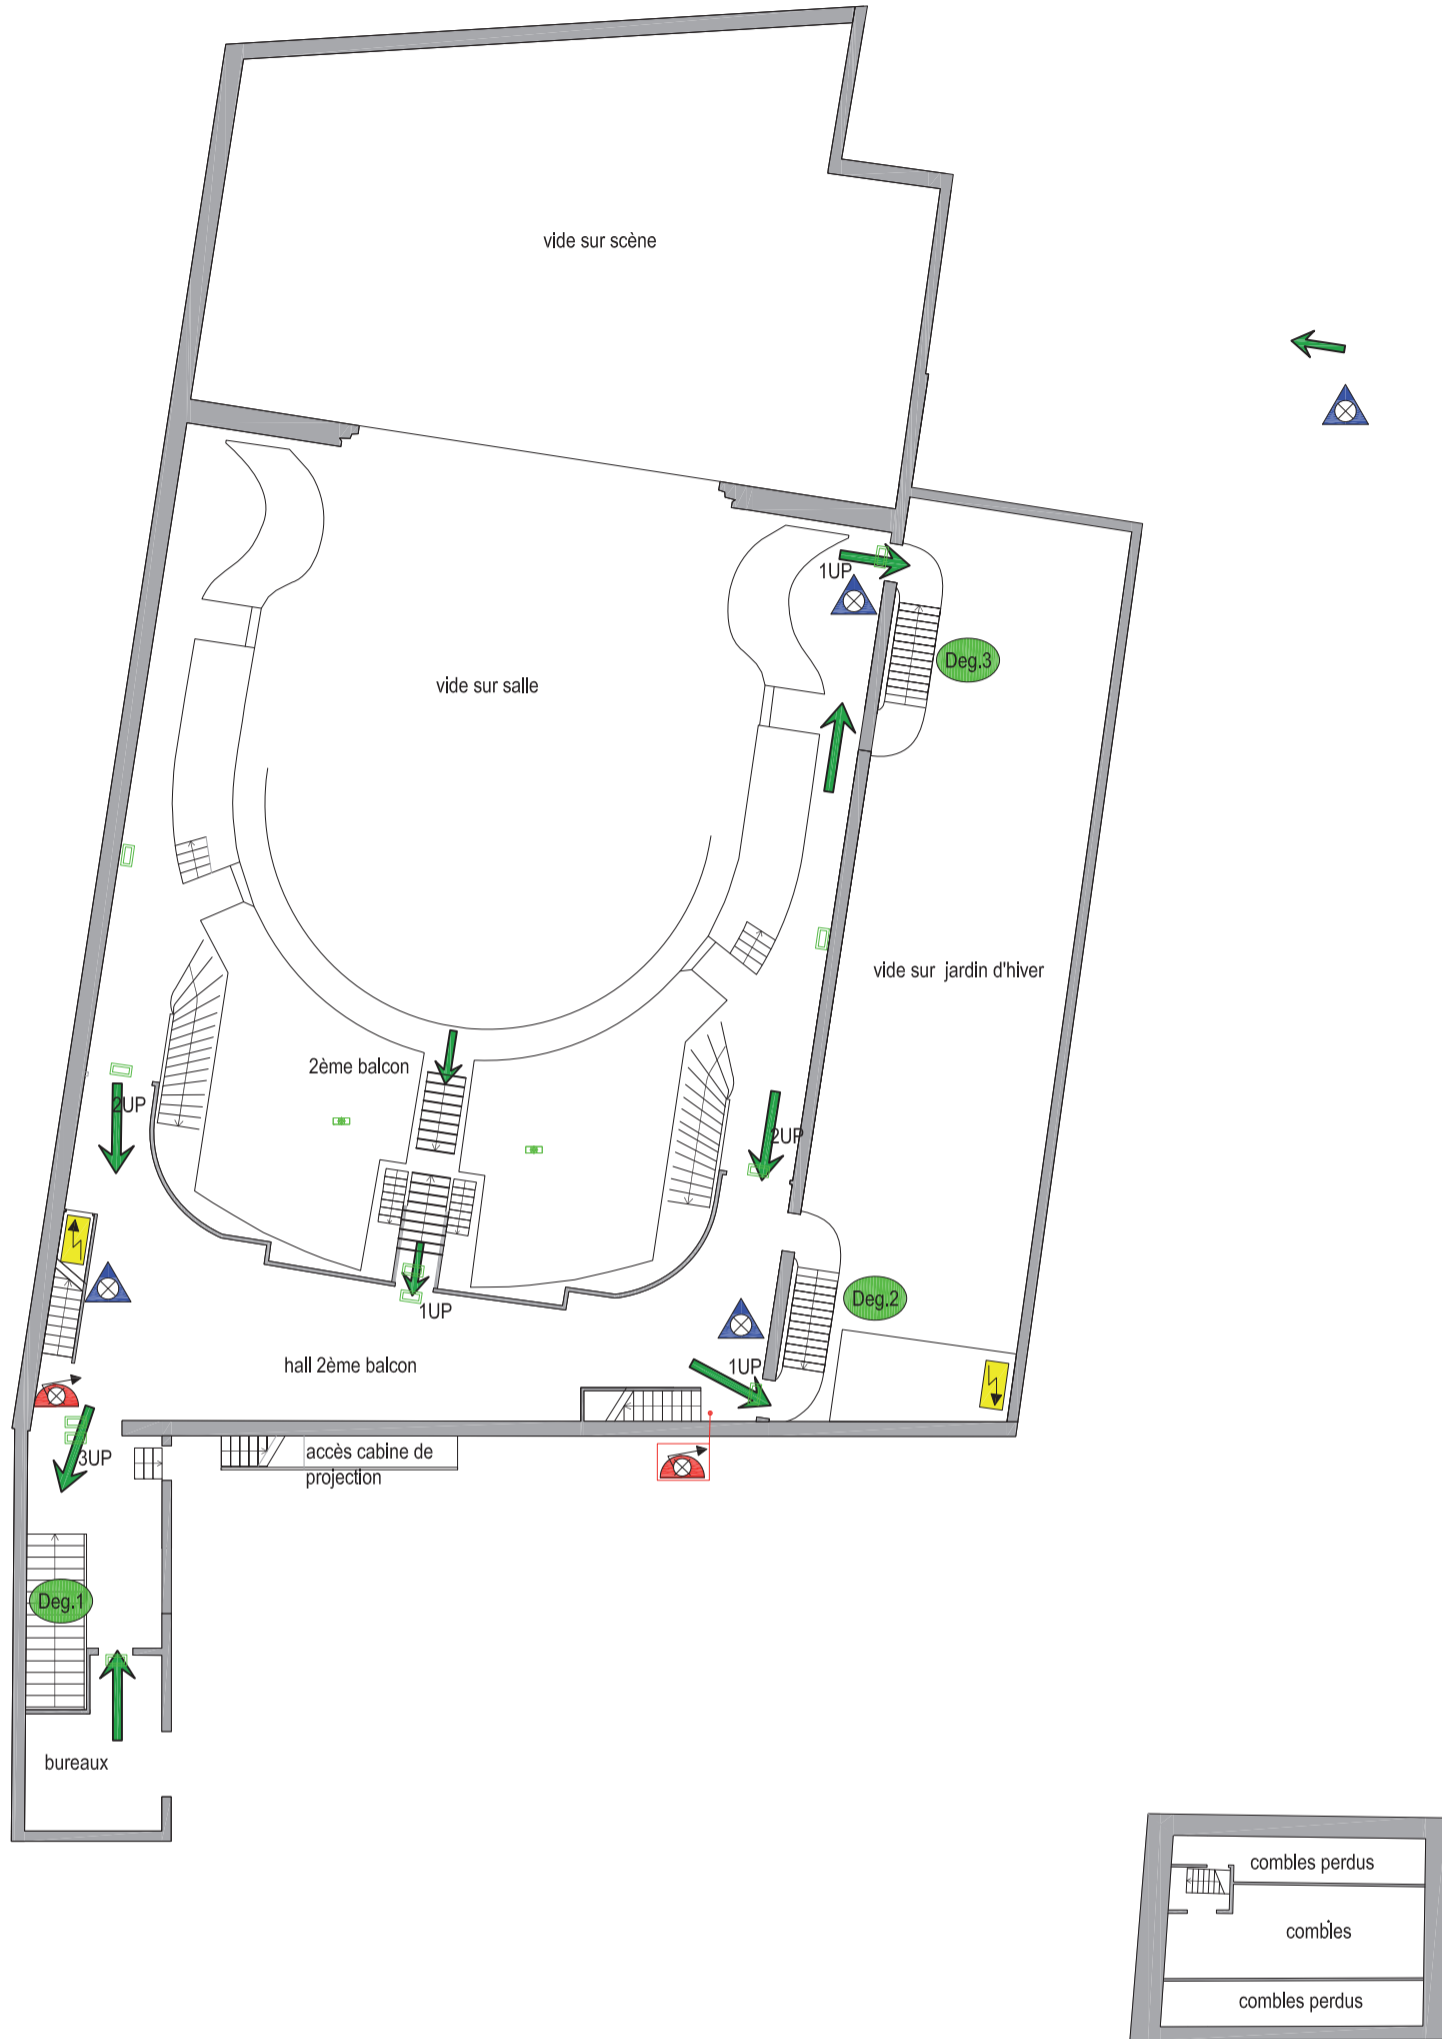 vide sur scène
1UP
Deg.3
vide sur salle
vide sur jardin d'hiver
2ème balcon
2UP
2UP
Deg.2
1UP
hall 2ème balcon
1UP
accès cabine de
projection
3UP
Deg.1
bureaux
combles perdus
combles
combles perdus